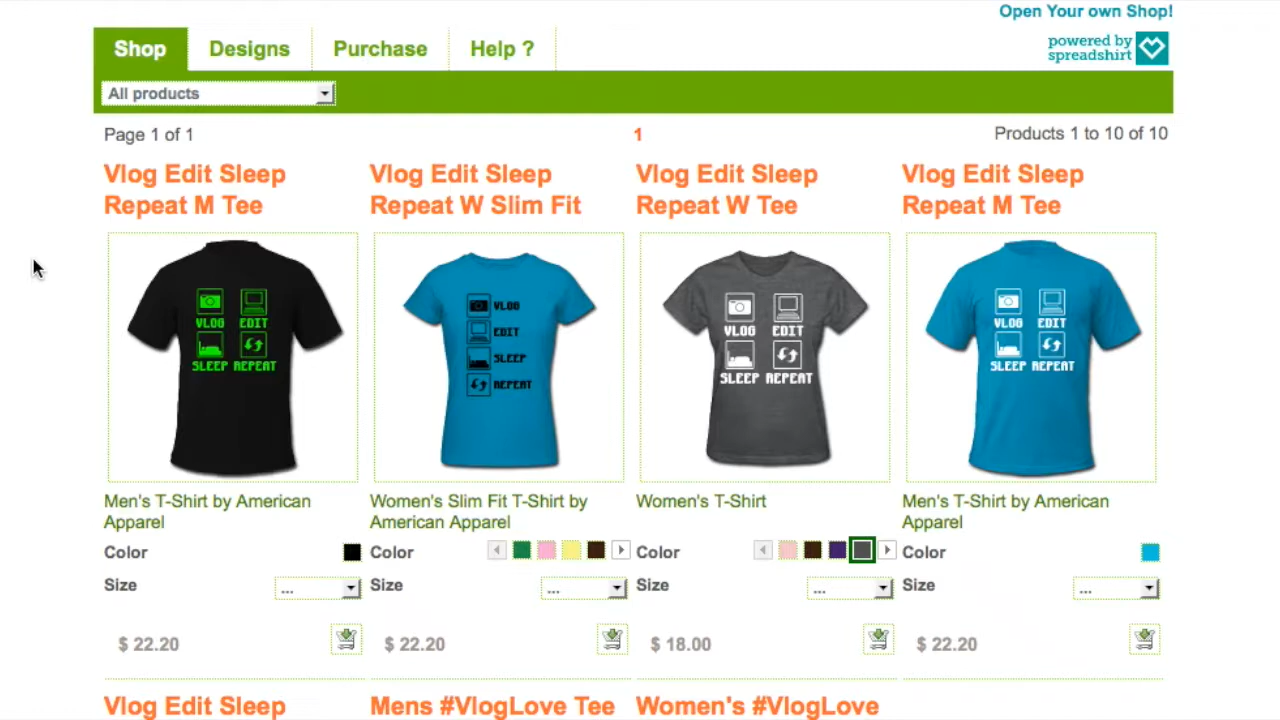 Open Your own Shop!
Shop
Designs
Purchase
Help ?
powered by
spreadshirt
All products
Page 1 of 1
1
Products 1 to 10 of 10
Vlog Edit Sleep
Repeat M Tee
Vlog Edit Sleep
Repeat W Slim Fit
Vlog Edit Sleep
Repeat W Tee
Vlog Edit Sleep
Repeat M Tee
VLOG EDIT
SLEEP REPEAT
VLOG
EDIT
SLEEP
REPEAT
VLOG EDIT
SLEEP REPEAT
VLOG EDIT
SLEEP REPEAT
Men's T-Shirt by American
Apparel
Women's Slim Fit T-Shirt by
American Apparel
Women's T-Shirt
Men's T-Shirt by American
Apparel
Color
Color
Color
Color
Size
...
Size
...
Size
...
Size
...
$ 22.20
$ 22.20
$ 18.00
$ 22.20
Vlog Edit Sleep
Mens #VlogLove Tee
Women's #VlogLove